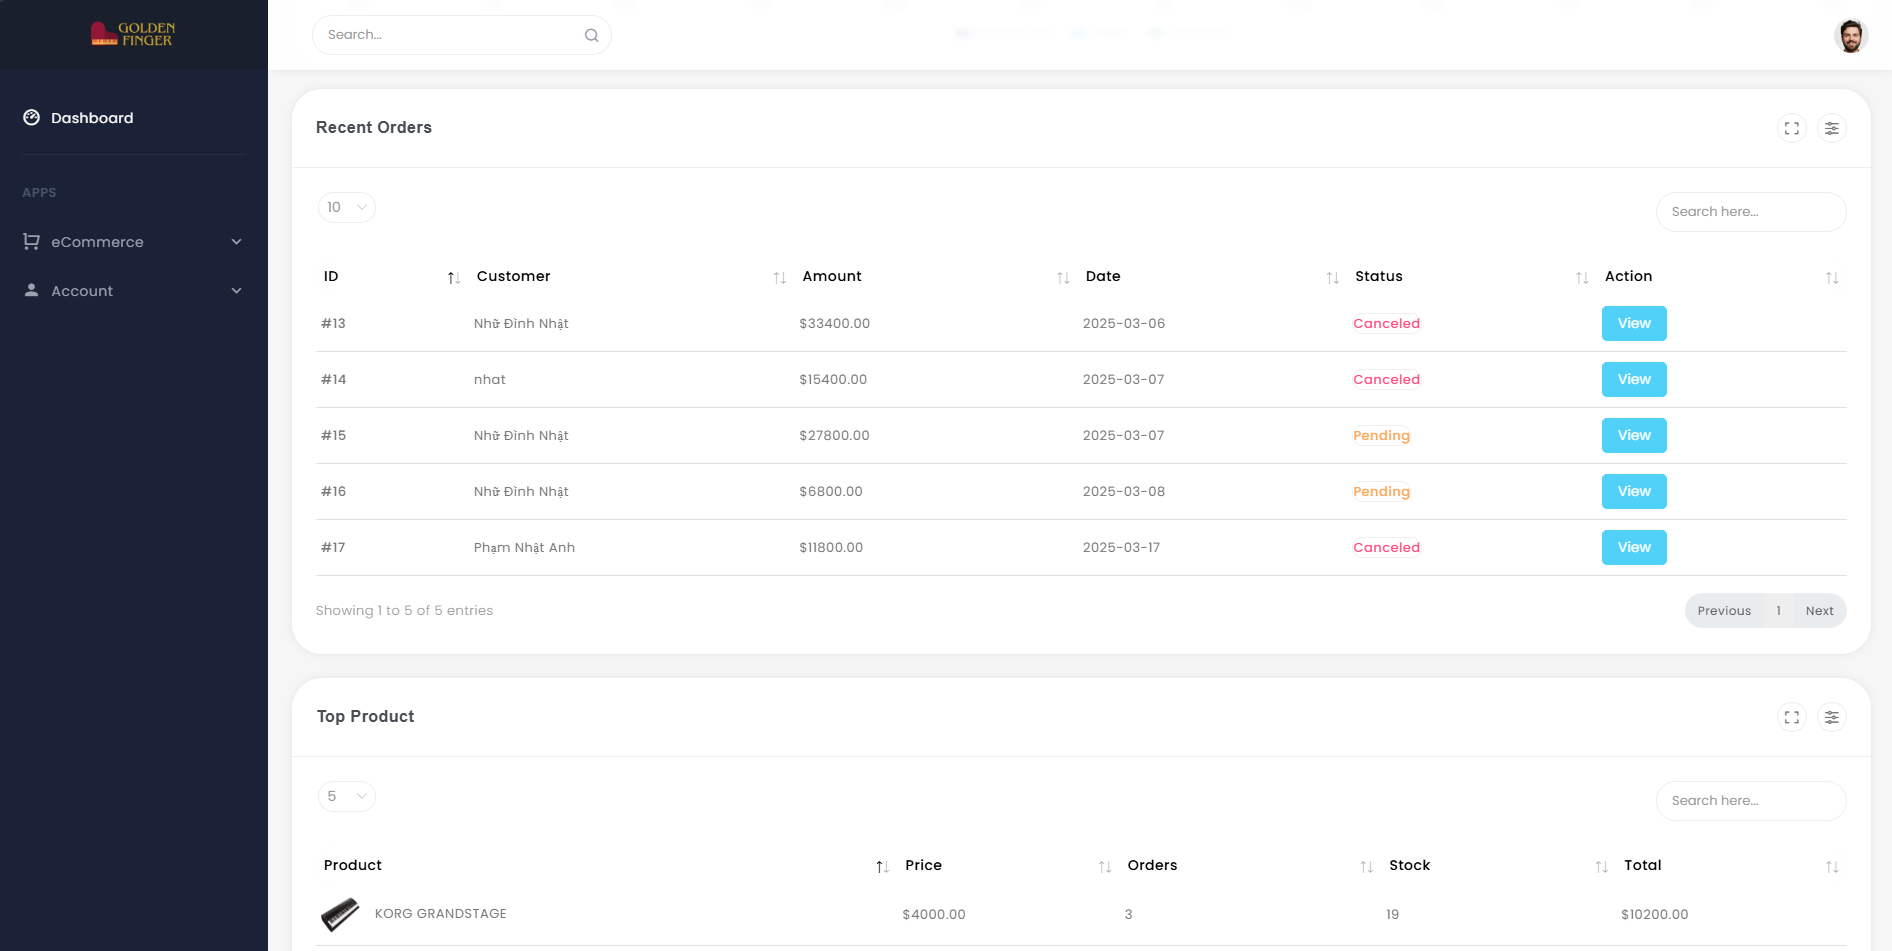 GOLDEN
FINGER
Search...
Dashboard
APPS
eCommerce
Account
Recent Orders
10
Search here...
ID Customer Amount Date Status Action
#13 Nhữ Đình Nhật $33400.00 2025-03-06 Canceled View
#14 nhat $15400.00 2025-03-07 Canceled View
#15 Nhữ Đình Nhật $27800.00 2025-03-07 Pending View
#16 Nhữ Đình Nhật $6800.00 2025-03-08 Pending View
#17 Phạm Nhật Anh $11800.00 2025-03-17 Canceled View
Showing 1 to 5 of 5 entries
Previous 1 Next
Top Product
5
Search here...
Product Price Orders Stock Total
KORG GRANDSTAGE $4000.00 3 19 $10200.00